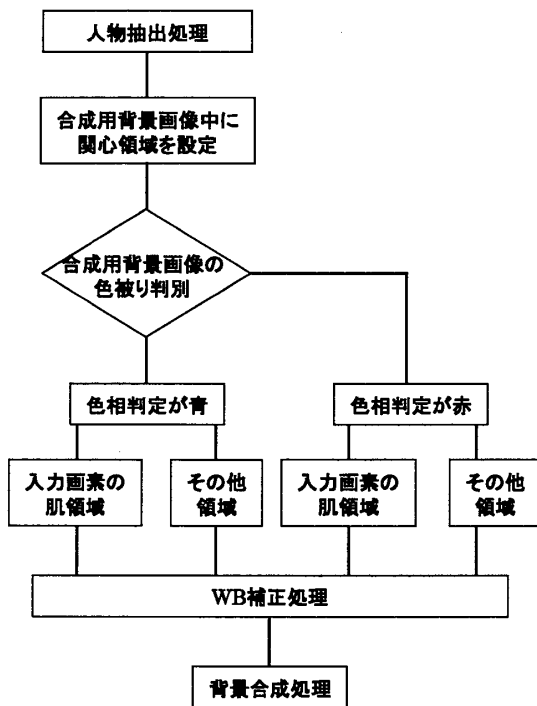 人物抽出処理
合成用背景画像中に
関心領域を設定
合成用背景画像の
色被り判別
色相判定が青
色相判定が赤
入力画素の
肌領域
その他
領域
入力画素の
肌領域
その他
領域
WB補正処理
背景合成処理